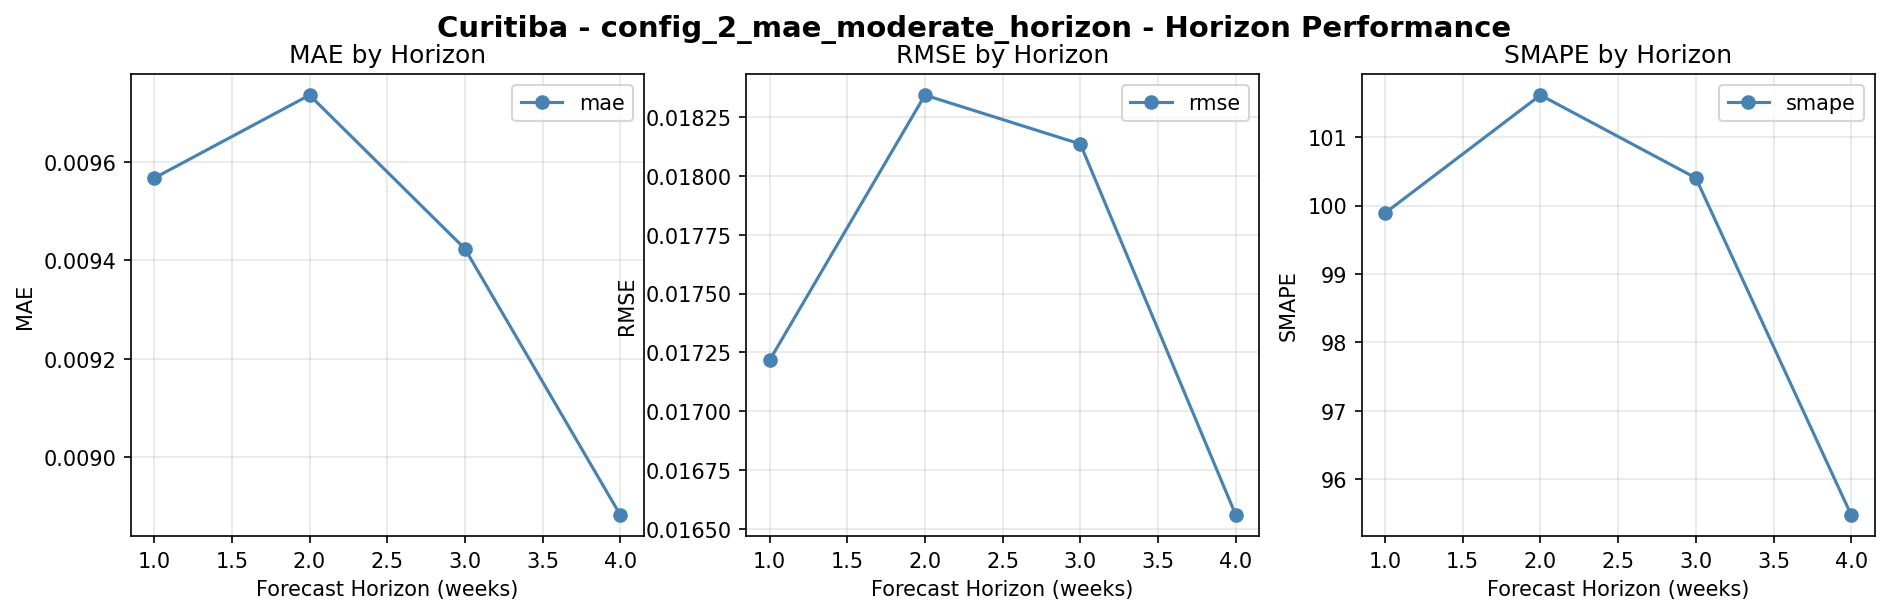 Curitiba - config_2_mae_moderate_horizon - Horizon Performance
MAE by Horizon
mae
0.0096
0.0094
0.0092
0.0090
MAE
1.0 1.5 2.0 2.5 3.0 3.5 4.0
Forecast Horizon (weeks)
RMSE by Horizon
rmse
0.01825
0.01800
0.01775
0.01750
0.01725
0.01700
0.01675
0.01650
RMSE
1.0 1.5 2.0 2.5 3.0 3.5 4.0
Forecast Horizon (weeks)
SMAPE by Horizon
smape
101
100
99
98
97
96
SMAPE
1.0 1.5 2.0 2.5 3.0 3.5 4.0
Forecast Horizon (weeks)